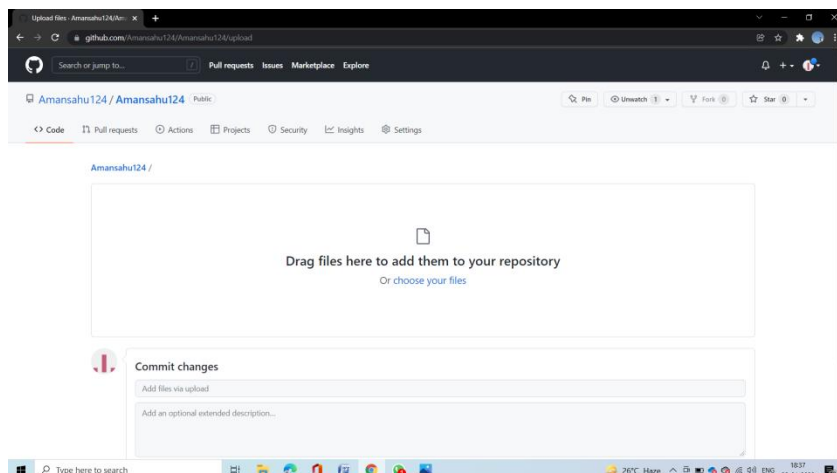 Upload files · Amansahu124/Am
github.com/Amansahu124/Amansahu124/upload
Search or jump to... / Pull requests Issues Marketplace Explore
Amansahu124 / Amansahu124 Public Pin Unwatch 1 Fork 0 Star 0
Code Pull requests Actions Projects Security Insights Settings
Amansahu124 /
Drag files here to add them to your repository
Or choose your files
Commit changes
Add files via upload
Add an optional extended description...
Type here to search 26°C Haze ENG 18:37